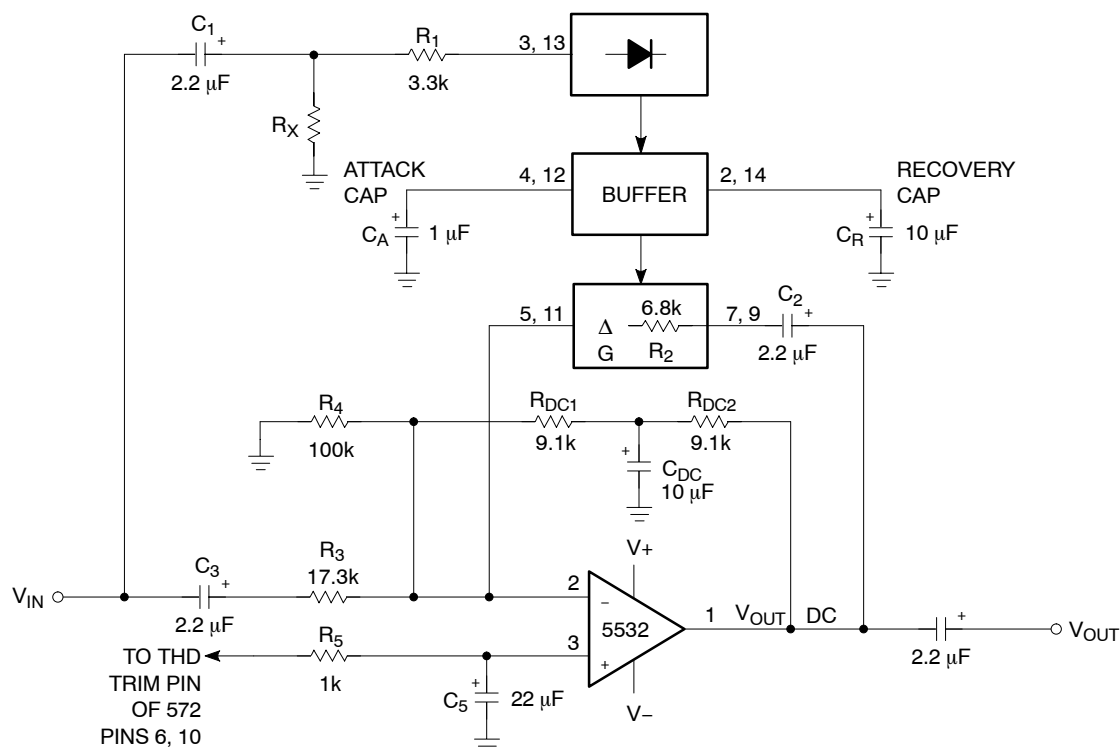 C1
+
2.2 µF
R1
3.3k
3, 13
RX
ATTACK
CAP
4, 12
BUFFER
2, 14
RECOVERY
CAP
+
CA
1 µF
+
CR
10 µF
5, 11
Δ
G
6.8k
R2
7, 9
C2
+
2.2 µF
R4
100k
RDC1
9.1k
RDC2
9.1k
+
CDC
10 µF
VIN
C3
+
2.2 µF
R3
17.3k
2
−
V+
5532
1
VOUT
DC
+
2.2 µF
VOUT
3
+
V−
TO THD
TRIM PIN
OF 572
PINS 6, 10
R5
1k
+
C5
22 µF